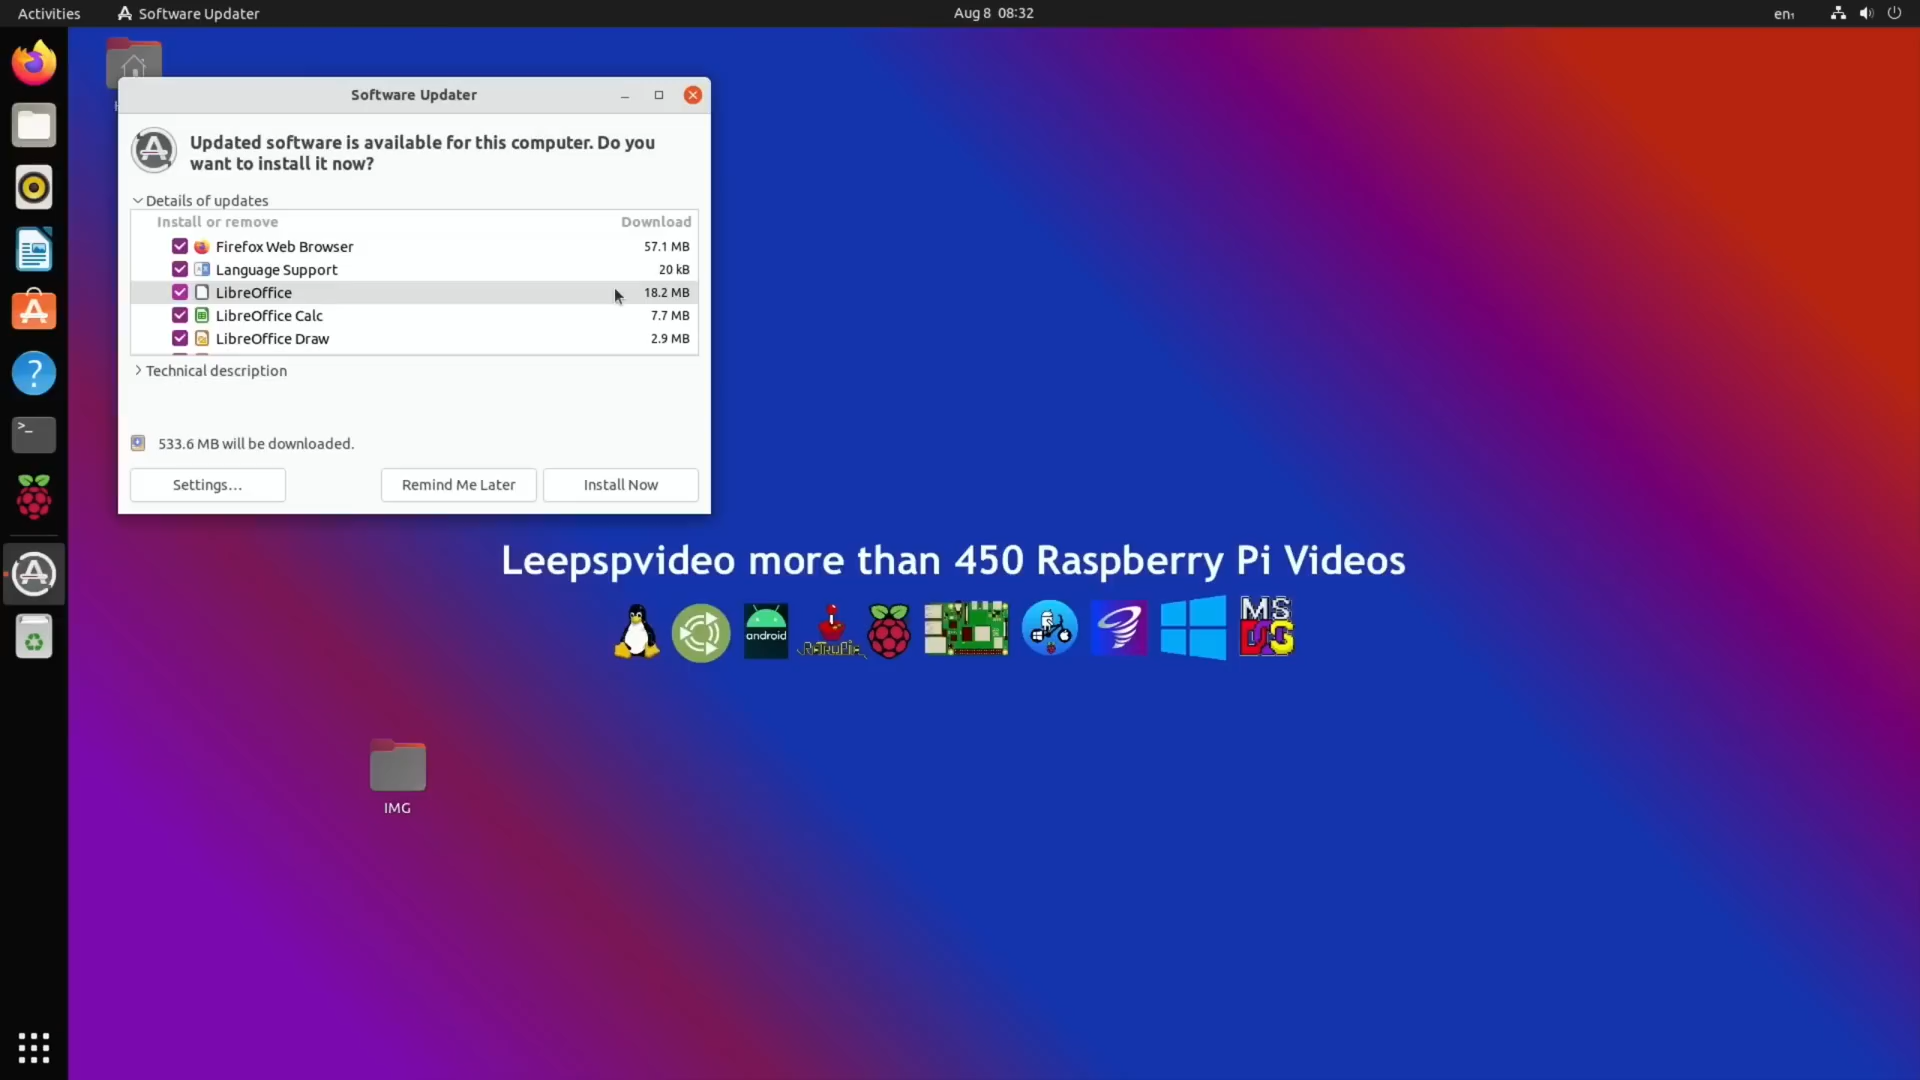 Activities
Software Updater
Aug 8 08:32
en₁
Software Updater
Updated software is available for this computer. Do you
want to install it now?
Details of updates
Install or remove
Download
Firefox Web Browser
57.1 MB
Language Support
20 kB
LibreOffice
18.2 MB
LibreOffice Calc
7.7 MB
LibreOffice Draw
2.9 MB
Technical description
533.6 MB will be downloaded.
Settings...
Remind Me Later
Install Now
Leepspvideo more than 450 Raspberry Pi Videos
android
RetroPie
MS
DOS
IMG